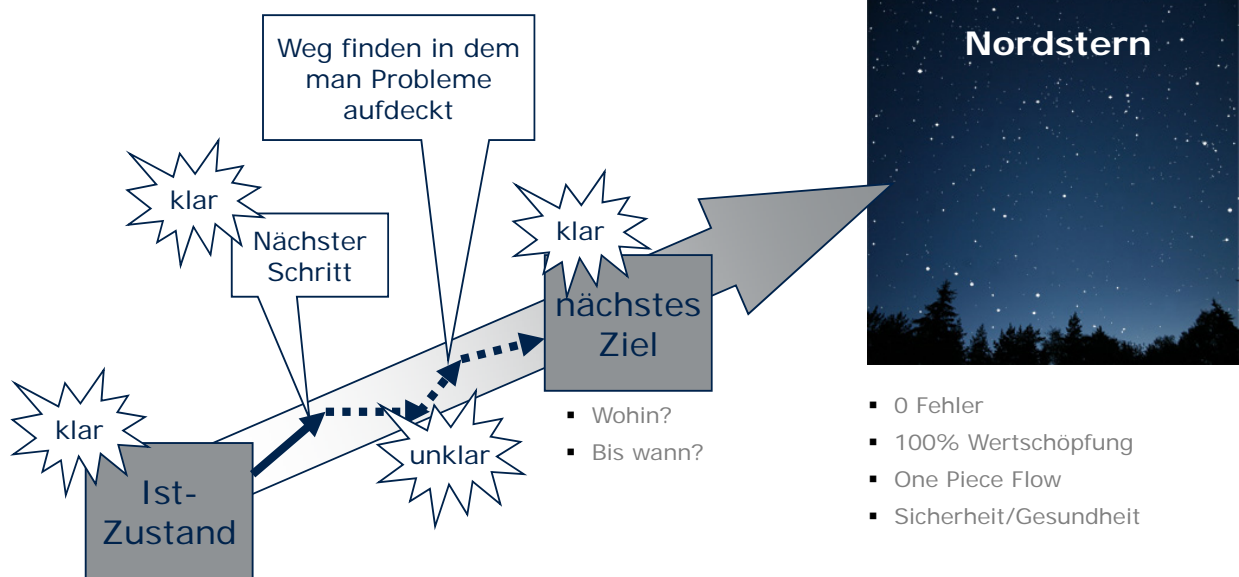 Weg finden in dem
man Probleme
aufdeckt
Nordstern
klar
Nächster
Schritt
klar
nächstes
Ziel
klar
unklar
Ist-
Zustand
▪ Wohin?
▪ Bis wann?
▪ 0 Fehler
▪ 100% Wertschöpfung
▪ One Piece Flow
▪ Sicherheit/Gesundheit